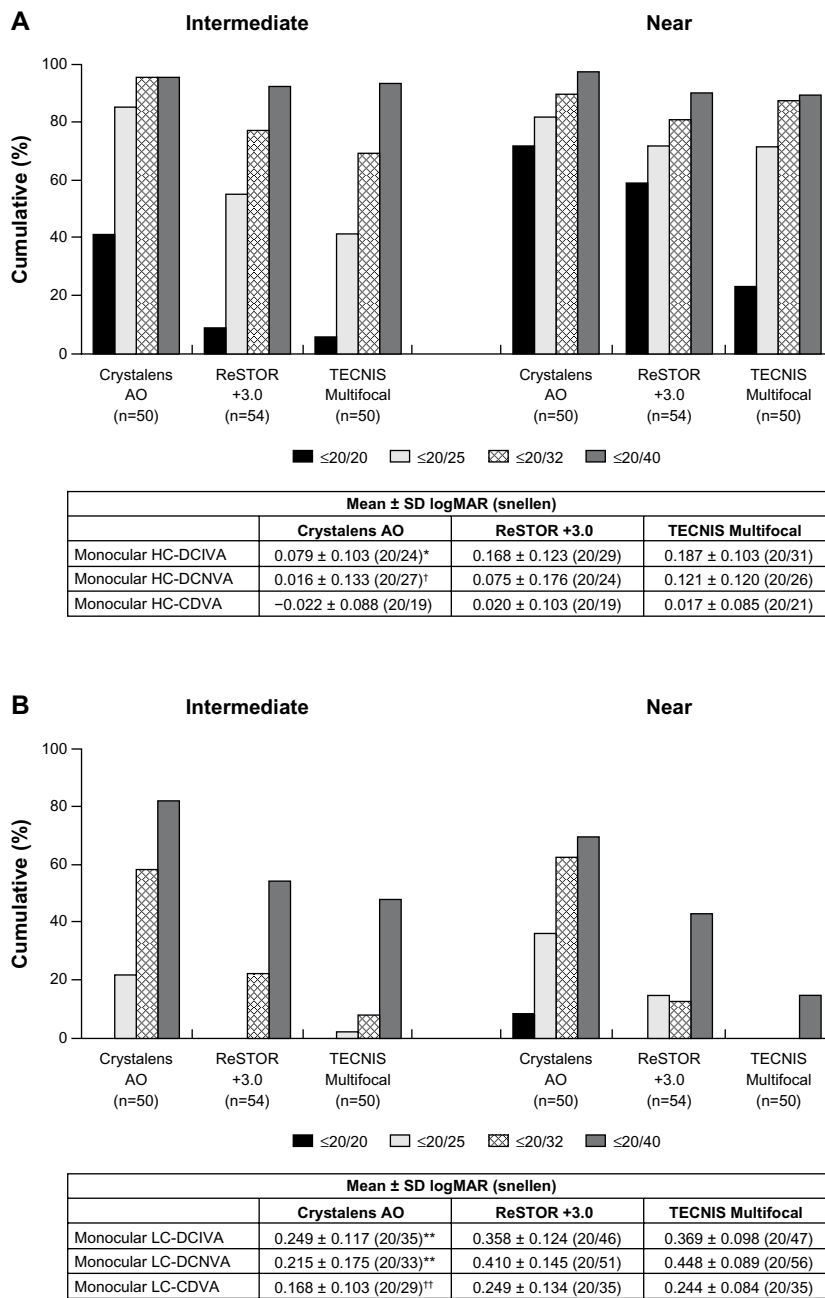 A
Intermediate
Near
Cumulative (%)
100
80
60
40
20
0
Crystalens AO (n=50)
ReSTOR +3.0 (n=54)
TECNIS Multifocal (n=50)
Crystalens AO (n=50)
ReSTOR +3.0 (n=54)
TECNIS Multifocal (n=50)
≤20/20 ≤20/25 ≤20/32 ≤20/40
Mean ± SD logMAR (snellen)
Crystalens AO ReSTOR +3.0 TECNIS Multifocal
Monocular HC-DCIVA 0.079 ± 0.103 (20/24)* 0.168 ± 0.123 (20/29) 0.187 ± 0.103 (20/31)
Monocular HC-DCNVA 0.016 ± 0.133 (20/27)† 0.075 ± 0.176 (20/24) 0.121 ± 0.120 (20/26)
Monocular HC-CDVA −0.022 ± 0.088 (20/19) 0.020 ± 0.103 (20/19) 0.017 ± 0.085 (20/21)
B
Intermediate
Near
Cumulative (%)
100
80
60
40
20
0
Crystalens AO (n=50)
ReSTOR +3.0 (n=54)
TECNIS Multifocal (n=50)
Crystalens AO (n=50)
ReSTOR +3.0 (n=54)
TECNIS Multifocal (n=50)
≤20/20 ≤20/25 ≤20/32 ≤20/40
Mean ± SD logMAR (snellen)
Crystalens AO ReSTOR +3.0 TECNIS Multifocal
Monocular LC-DCIVA 0.249 ± 0.117 (20/35)** 0.358 ± 0.124 (20/46) 0.369 ± 0.098 (20/47)
Monocular LC-DCNVA 0.215 ± 0.175 (20/33)** 0.410 ± 0.145 (20/51) 0.448 ± 0.089 (20/56)
Monocular LC-CDVA 0.168 ± 0.103 (20/29)†† 0.249 ± 0.134 (20/35) 0.244 ± 0.084 (20/35)